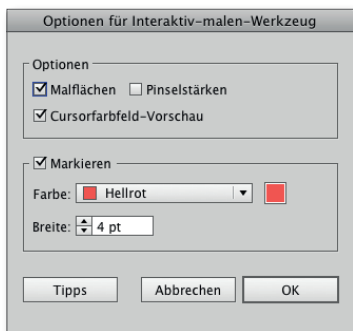 Optionen für Interaktiv-malen-Werkzeug
Optionen
Malflächen Pinselstärken
Cursorfarbfeld-Vorschau
Markieren
Farbe: Hellrot
Breite: 4 pt
Tipps Abbrechen OK